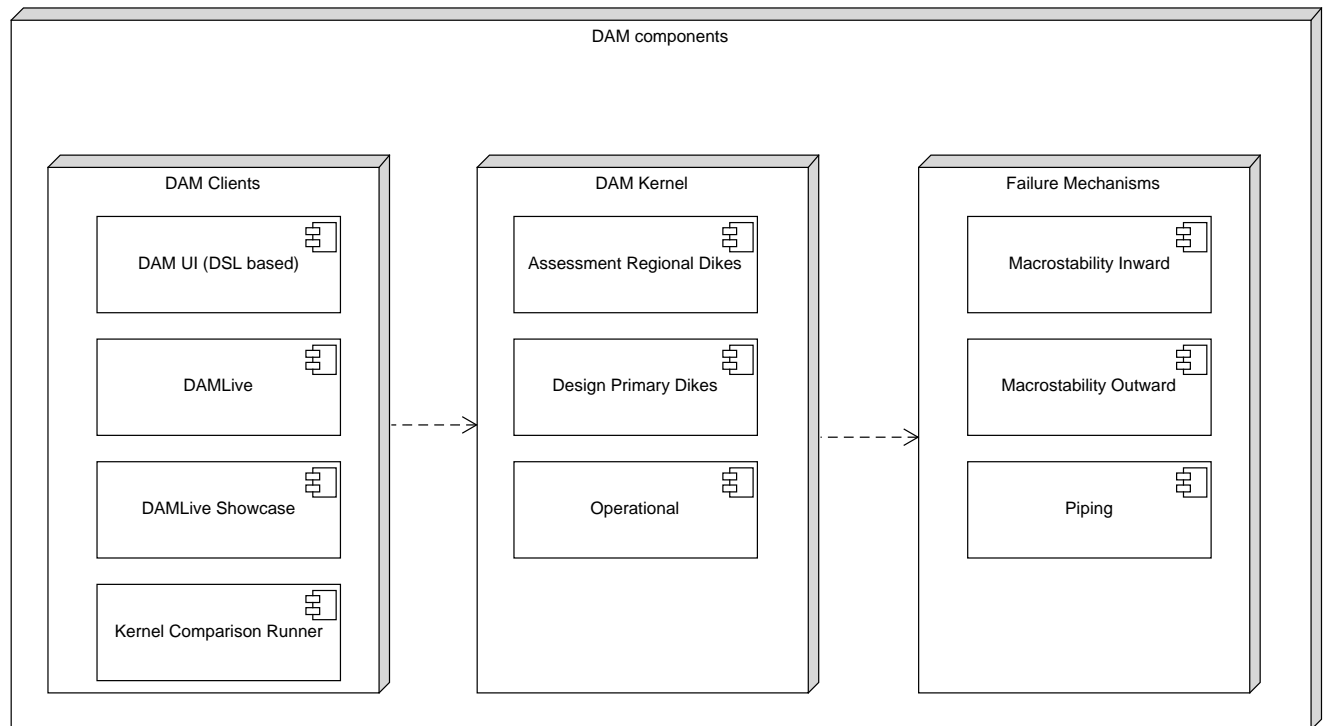 DAM components
DAM Clients
DAM UI (DSL based)
DAMLive
DAMLive Showcase
Kernel Comparison Runner
DAM Kernel
Assessment Regional Dikes
Design Primary Dikes
Operational
Failure Mechanisms
Macrostability Inward
Macrostability Outward
Piping